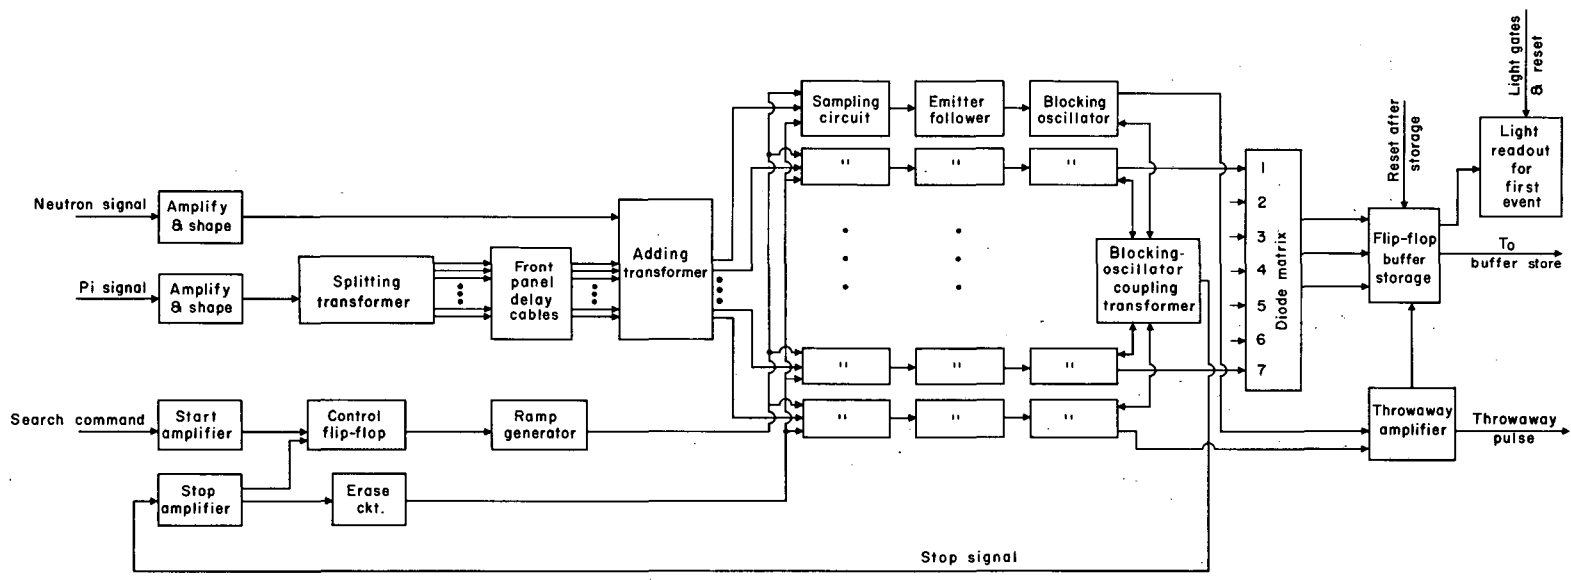 Light gates
& reset
Reset after
storage
Sampling
circuit
Emitter
follower
Blocking
oscillator
Light
readout
for
first
event
"
"
"
1
2
3
4
5
6
7
Diode matrix
Neutron signal
Amplify
& shape
Adding
transformer
Pi signal
Amplify
& shape
Splitting
transformer
Front
panel
delay
cables
Blocking-
oscillator
coupling
transformer
Flip-flop
buffer
storage
To
buffer store
"
"
"
Search command
Start
amplifier
Control
flip-flop
Ramp
generator
"
"
"
Throwaway
amplifier
Throwaway
pulse
Stop
amplifier
Erase
ckt.
Stop signal